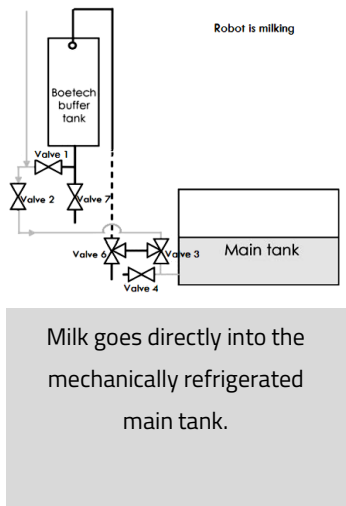 Robot is milking
Boetech
buffer
tank
Valve 1
Valve 2
Valve 7
Valve 6
Valve 3
Main tank
Valve 4
Milk goes directly into the
mechanically refrigerated
main tank.